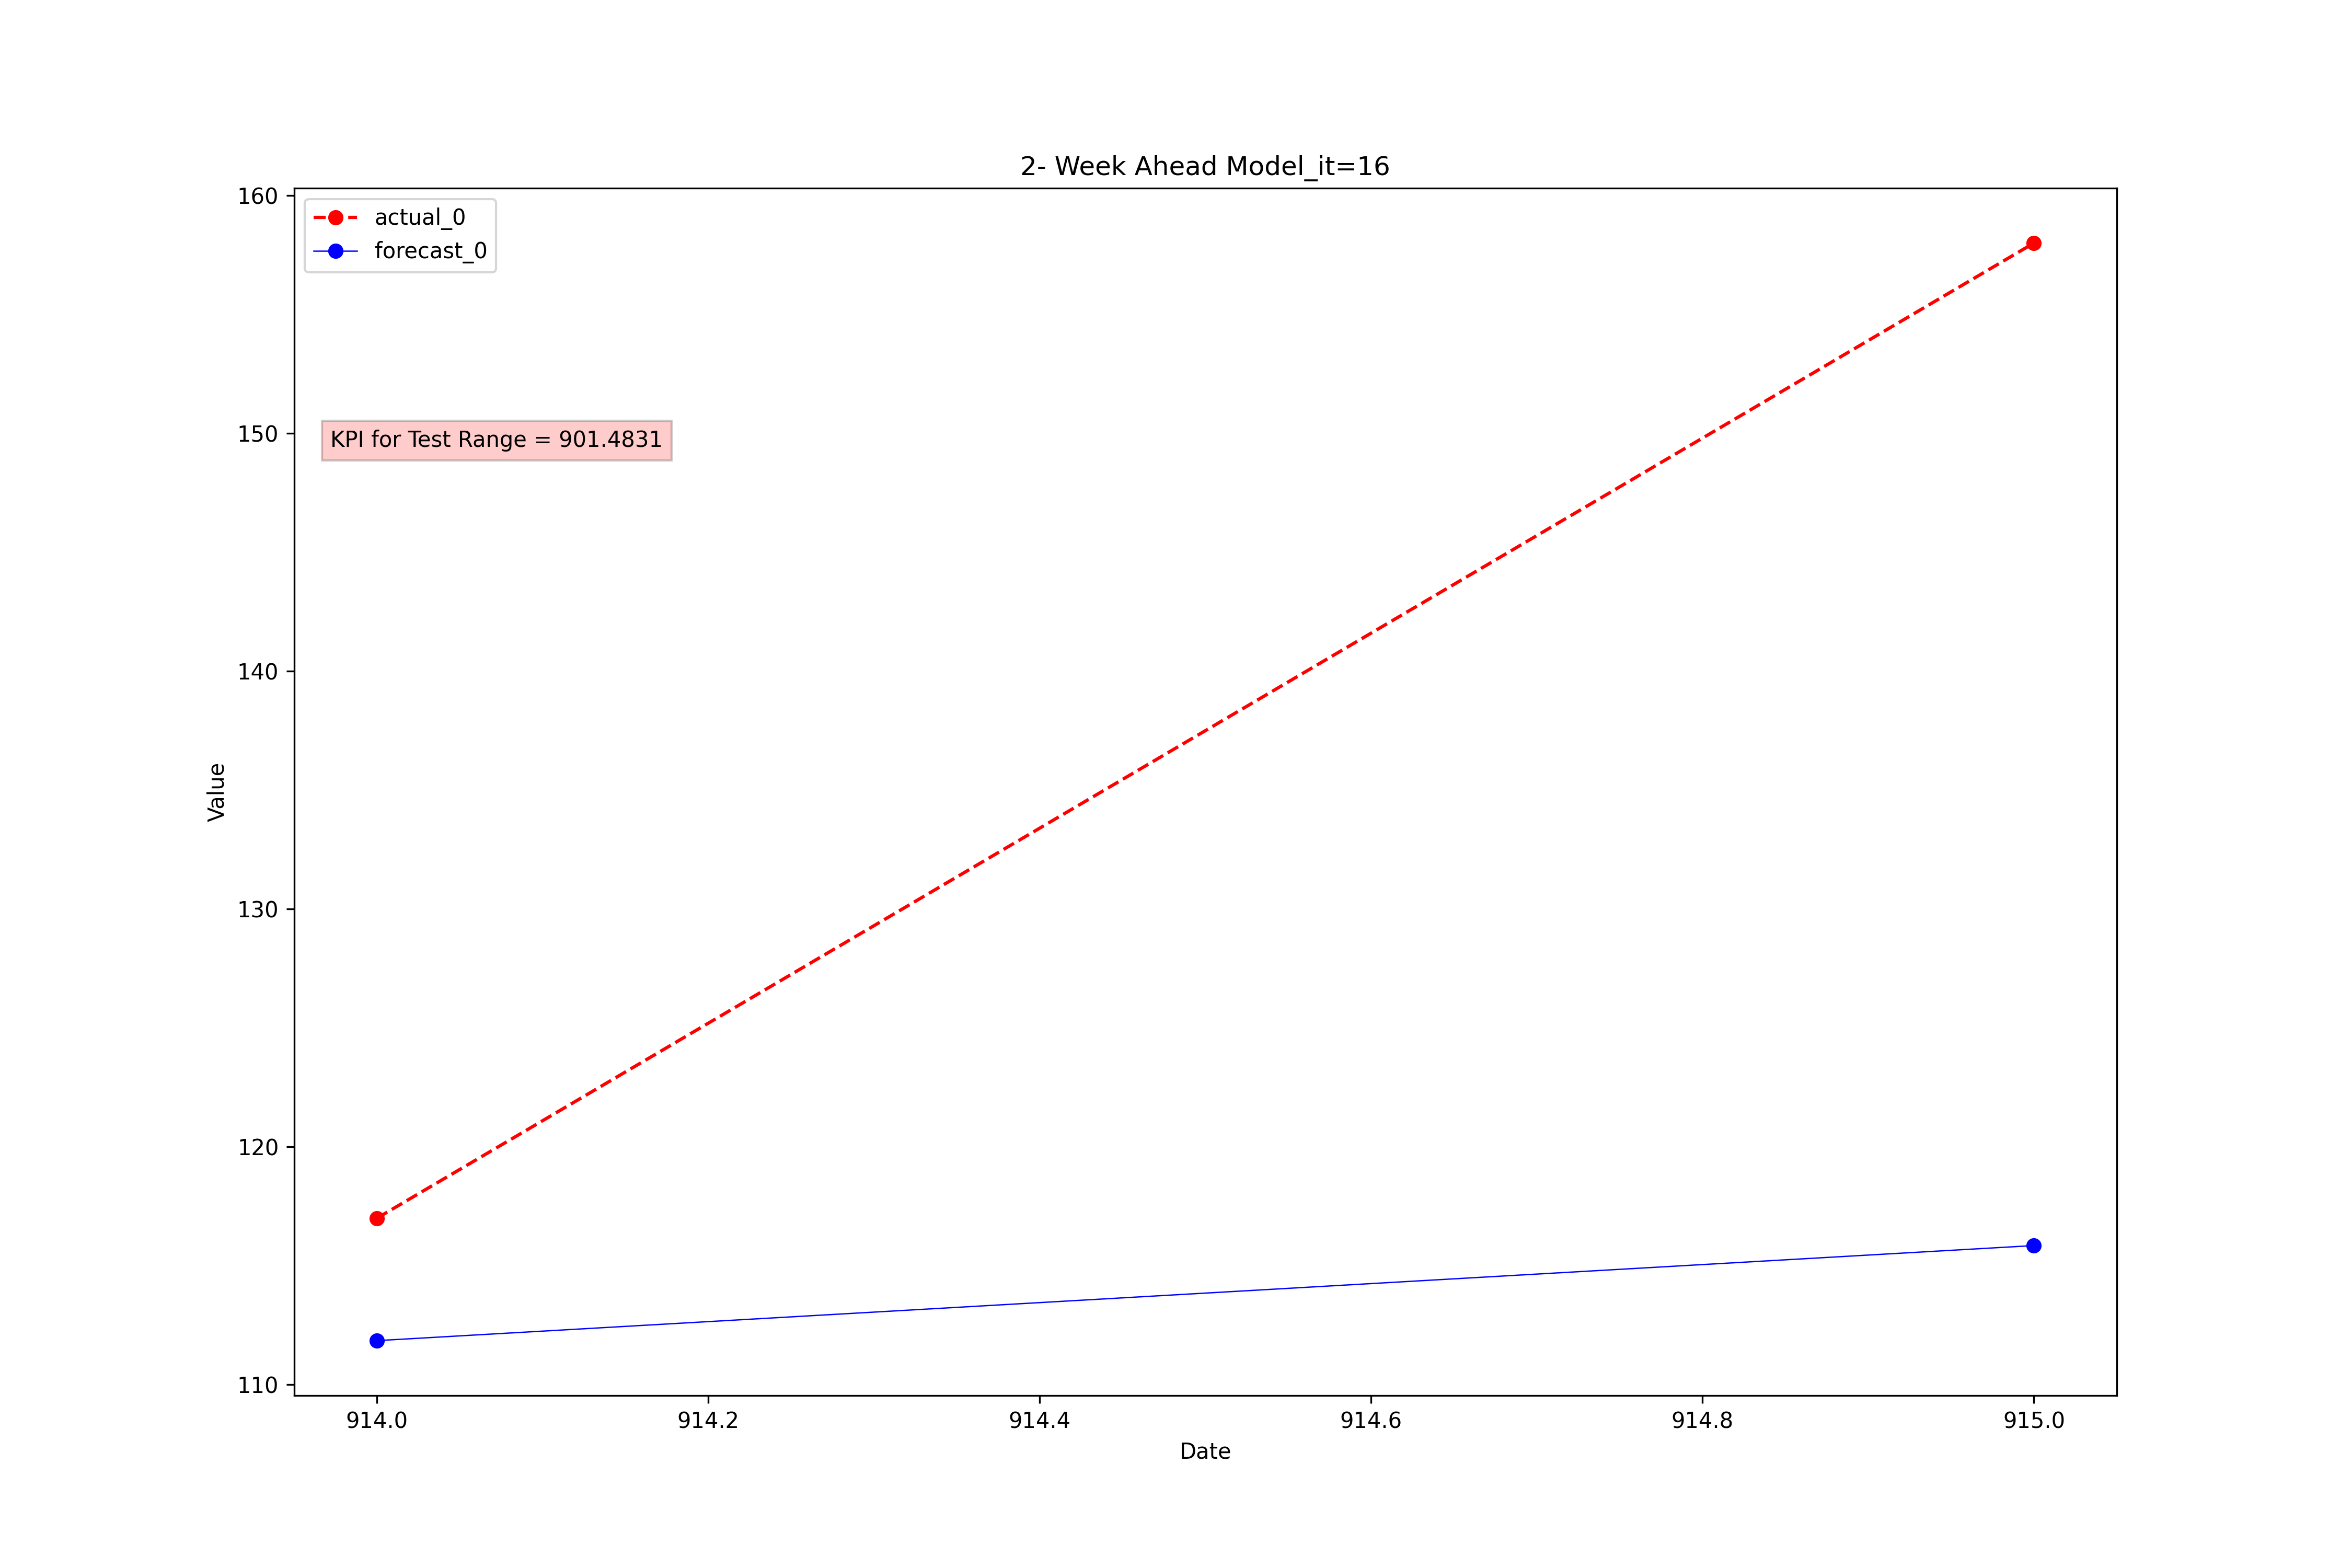 2- Week Ahead Model_it=16
160
actual_0
forecast_0
150
KPI for Test Range = 901.4831
140
130
Value
120
110
914.0 914.2 914.4 914.6 914.8 915.0
Date